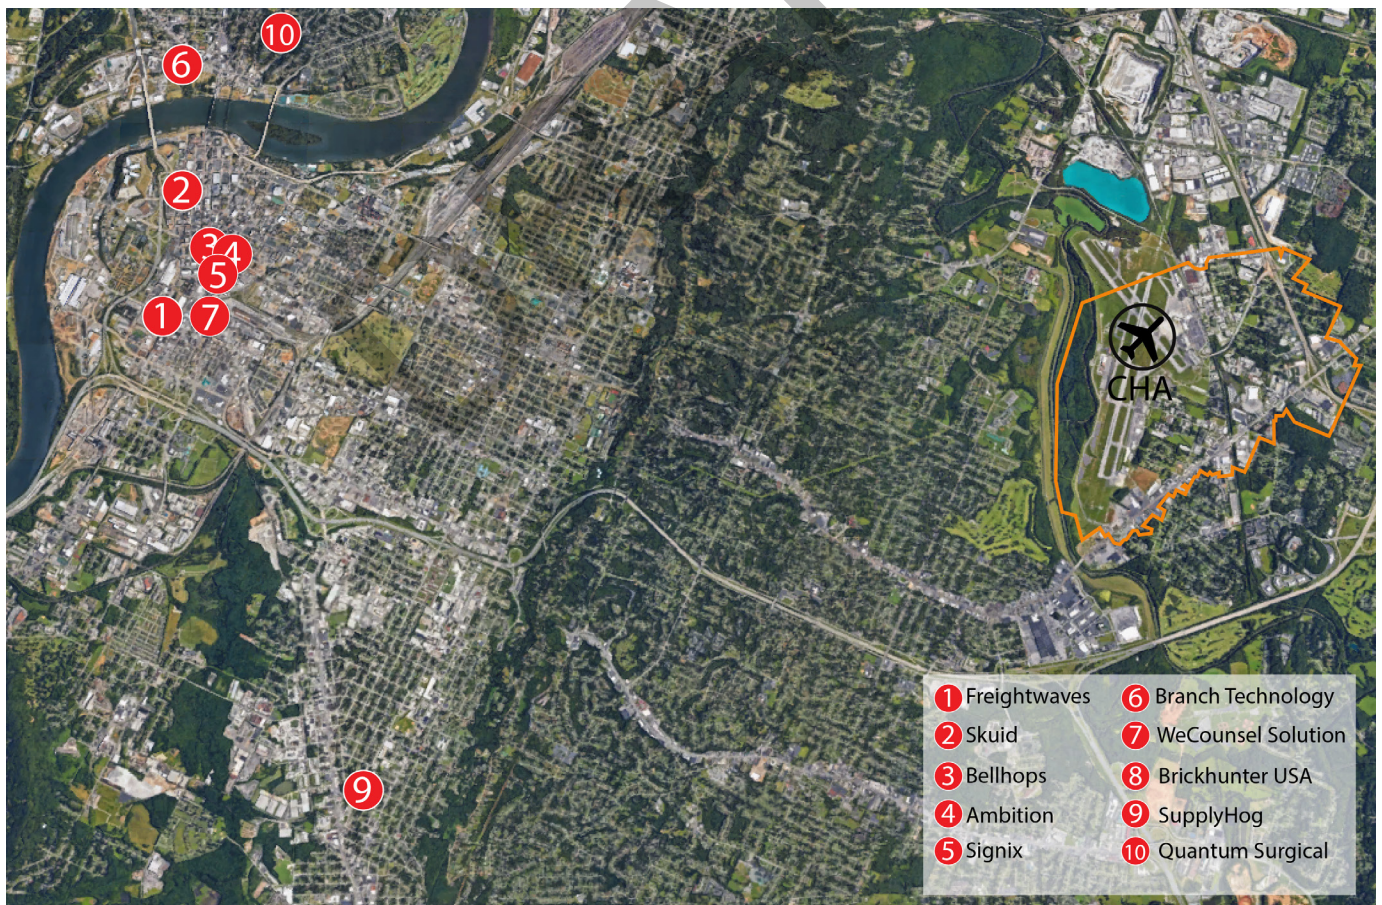 10
6
2
3
4
5
1
7
CHA
9
1 Freightwaves
2 Skuid
3 Bellhops
4 Ambition
5 Signix
6 Branch Technology
7 WeCounsel Solution
8 Brickhunter USA
9 SupplyHog
10 Quantum Surgical